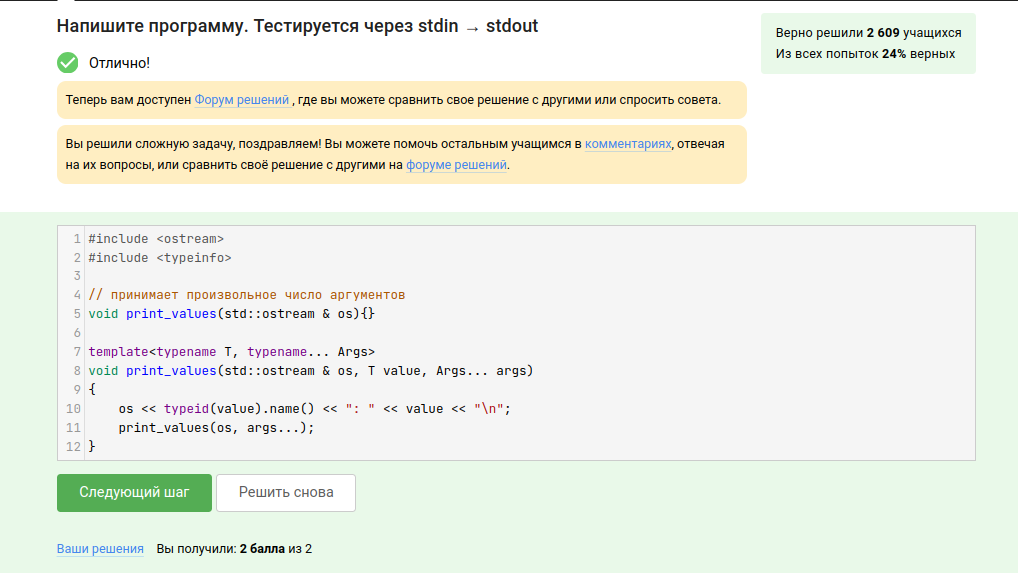 Напишите программу. Тестируется через stdin → stdout
Верно решили 2 609 учащихся
Из всех попыток 24% верных
Отлично!
Теперь вам доступен Форум решений , где вы можете сравнить свое решение с другими или спросить совета.
Вы решили сложную задачу, поздравляем! Вы можете помочь остальным учащимся в комментариях, отвечая
на их вопросы, или сравнить своё решение с другими на форуме решений.
1 #include <ostream>
2 #include <typeinfo>
3
4 // принимает произвольное число аргументов
5 void print_values(std::ostream & os){}
6
7 template<typename T, typename... Args>
8 void print_values(std::ostream & os, T value, Args... args)
9 {
10     os << typeid(value).name() << ": " << value << "\n";
11     print_values(os, args...);
12 }
Следующий шаг
Решить снова
Ваши решения Вы получили: 2 балла из 2